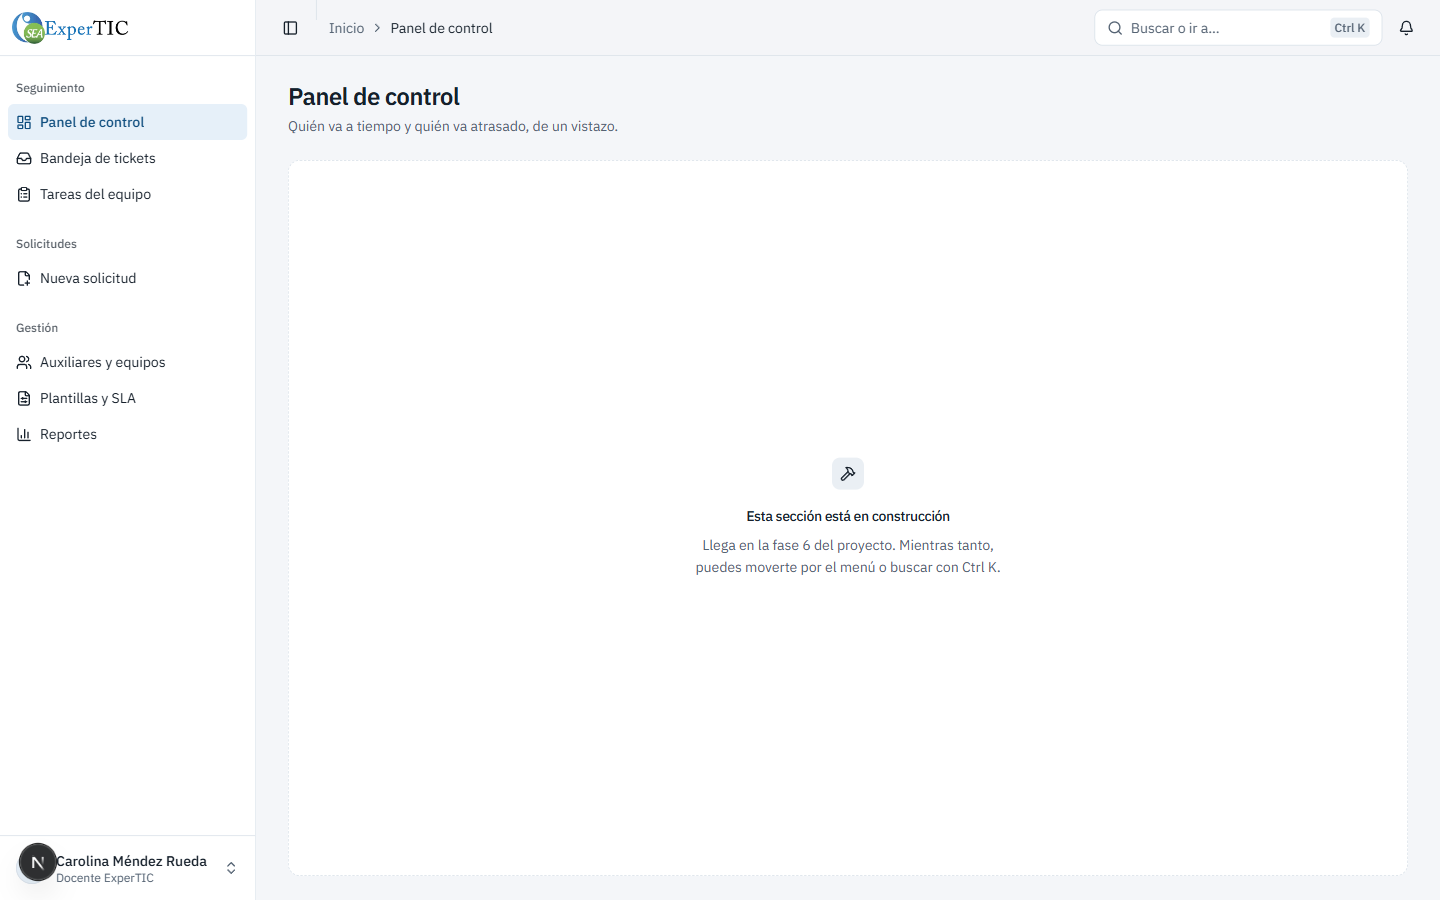 SEA ExperTIC
Inicio > Panel de control
Buscar o ir a... Ctrl K
Seguimiento
Panel de control
Bandeja de tickets
Tareas del equipo
Solicitudes
Nueva solicitud
Gestión
Auxiliares y equipos
Plantillas y SLA
Reportes
Panel de control
Quién va a tiempo y quién va atrasado, de un vistazo.
Esta sección está en construcción
Llega en la fase 6 del proyecto. Mientras tanto,
puedes moverte por el menú o buscar con Ctrl K.
N
Carolina Méndez Rueda
Docente ExperTIC